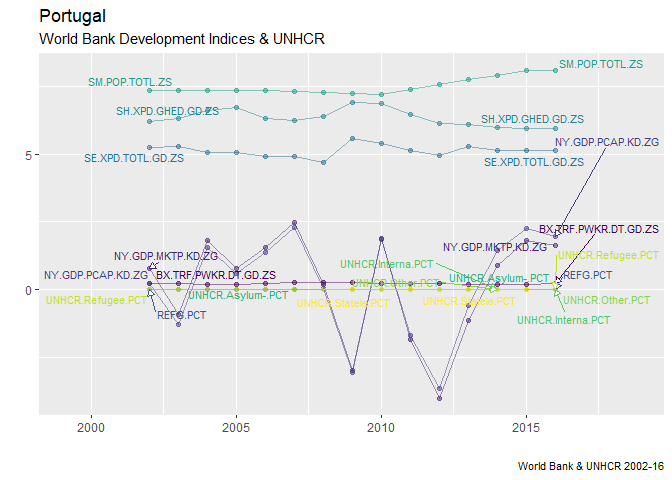 Portugal
World Bank Development Indices & UNHCR
SM.POP.TOTL.ZS
SM.POP.TOTL.ZS
SH.XPD.GHED.GD.ZS
SH.XPD.GHED.GD.ZS
NY.GDP.PCAP.KD.ZG
5
SE.XPD.TOTL.GD.ZS
SE.XPD.TOTL.GD.ZS
BX.TRF.PWKR.DT.GD.ZS
NY.GDP.MKTP.KD.ZG
NY.GDP.MKTP.KD.ZG
UNHCR.Refugee.PCT
UNHCR.Interna.PCT
NY.GDP.PCAP.KD.ZG
BX.TRF.PWKR.DT.GD.ZS
REFG.PCT
UNHCR.Asylum-.PCT
UNHCR.Other.PCT
0
UNHCR.Asylum-.PCT
UNHCR.Refugee.PCT
UNHCR.Statele.PCT
UNHCR.Statele.PCT
UNHCR.Other.PCT
REFG.PCT
UNHCR.Interna.PCT
2000
2005
2010
2015
World Bank & UNHCR 2002-16